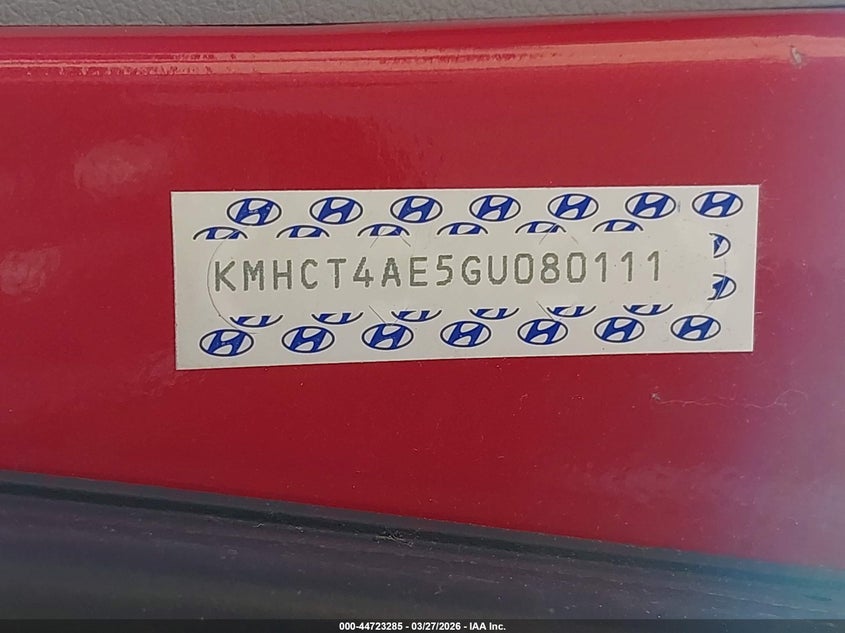 KMHCT4AE5GU080111
000-44723285 - 03/27/2026 - IAA Inc.